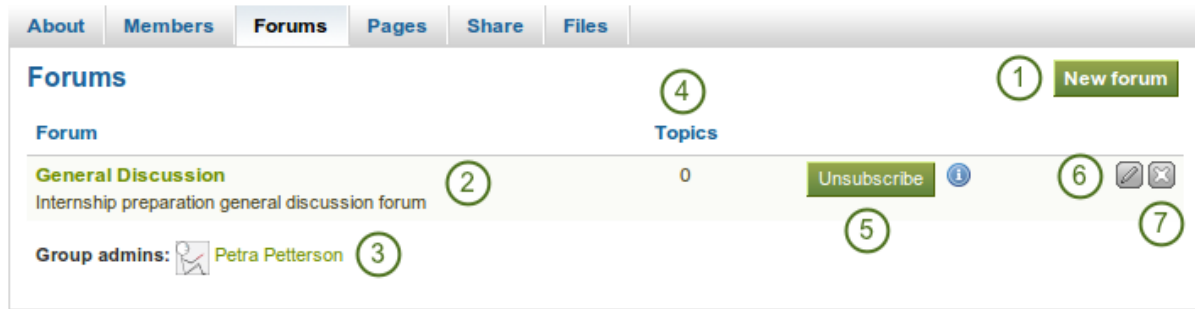 About Members Forums Pages Share Files
Forums
1 New forum
4
Forum Topics
General Discussion
Internship preparation general discussion forum
2 0 Unsubscribe i 6
5 7
Group admins: Petra Petterson 3